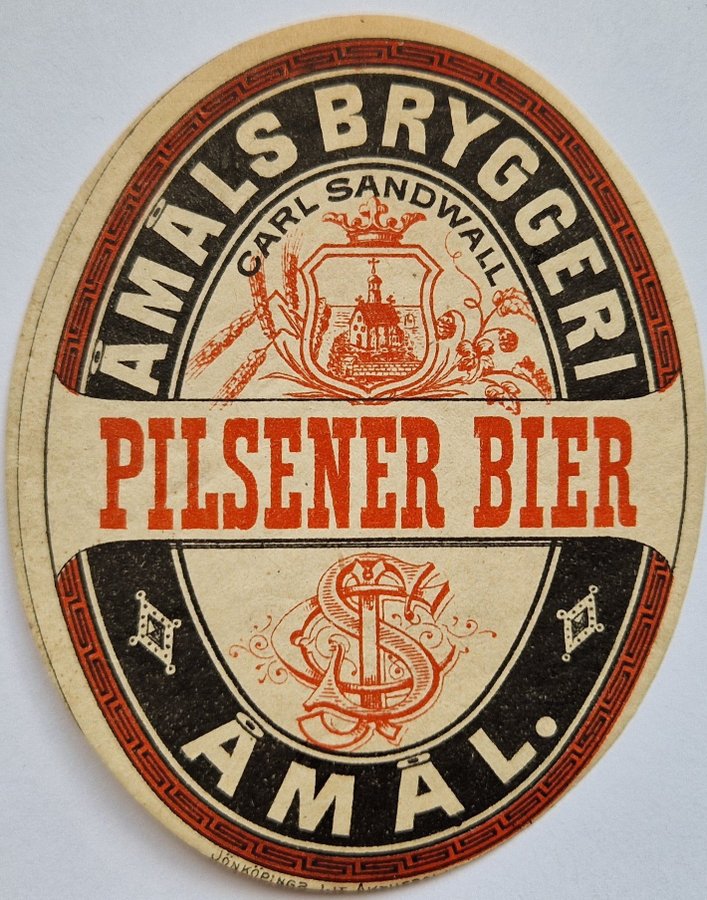 ÅMÅLS BRYGGERI
CARL SANDWALL
PILSENER BIER
ÅMÅL.
JÖNKÖPINGS LIT.